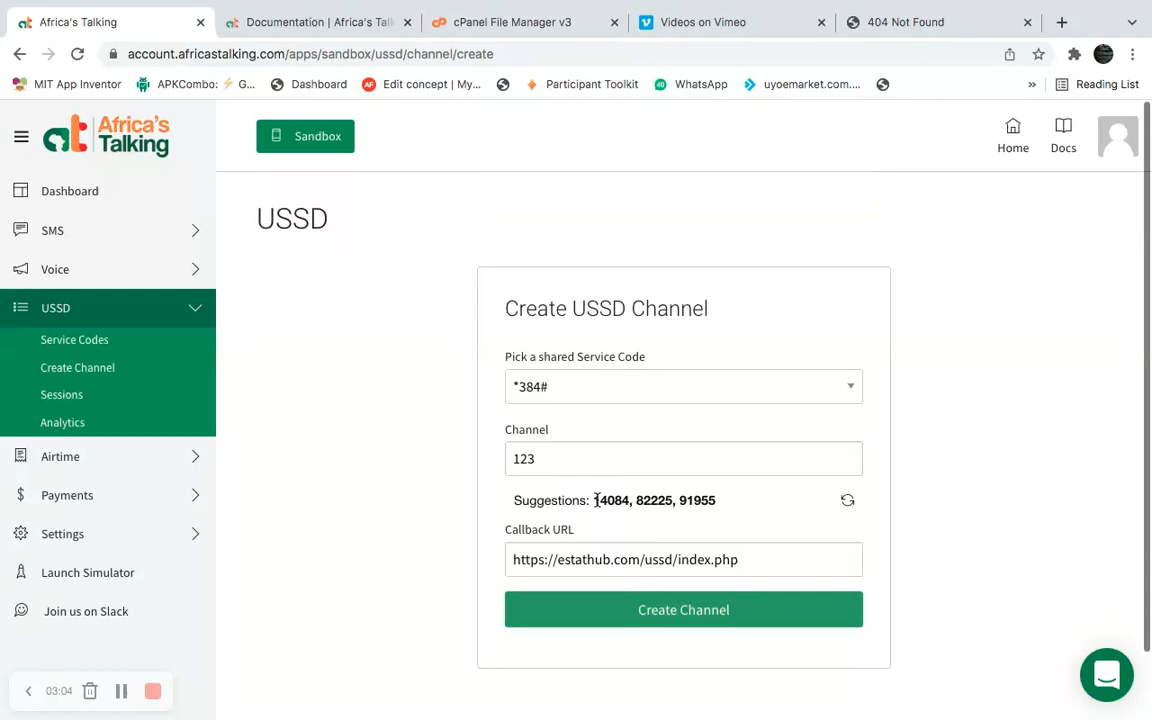 Africa's Talking
Documentation | Africa's Tal
cPanel File Manager v3
Videos on Vimeo
404 Not Found
account.africastalking.com/apps/sandbox/ussd/channel/create
MIT App Inventor
APKCombo: ⚡ G...
Dashboard
Edit concept | My...
Participant Toolkit
WhatsApp
uyoemarket.com....
»
Reading List
Africa's
Talking
Sandbox
Home
Docs
Dashboard
SMS
Voice
USSD
Service Codes
Create Channel
Sessions
Analytics
Airtime
Payments
Settings
Launch Simulator
Join us on Slack
03:04
USSD
Create USSD Channel
Pick a shared Service Code
*384#
Channel
123
Suggestions: 4084, 82225, 91955
Callback URL
https://estathub.com/ussd/index.php
Create Channel